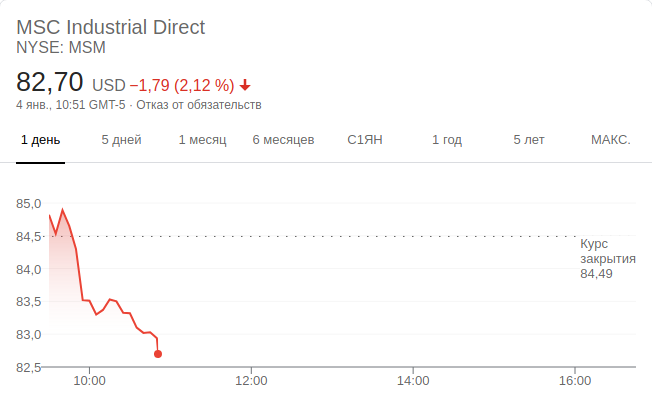 MSC Industrial Direct
NYSE: MSM
82,70 USD −1,79 (2,12 %)
4 янв., 10:51 GMT-5 · Отказ от обязательств
1 день 5 дней 1 месяц 6 месяцев С1ЯН 1 год 5 лет МАКС.
85,0
84,5
Курс
закрытия
84,49
84,0
83,5
83,0
82,5
10:00 12:00 14:00 16:00